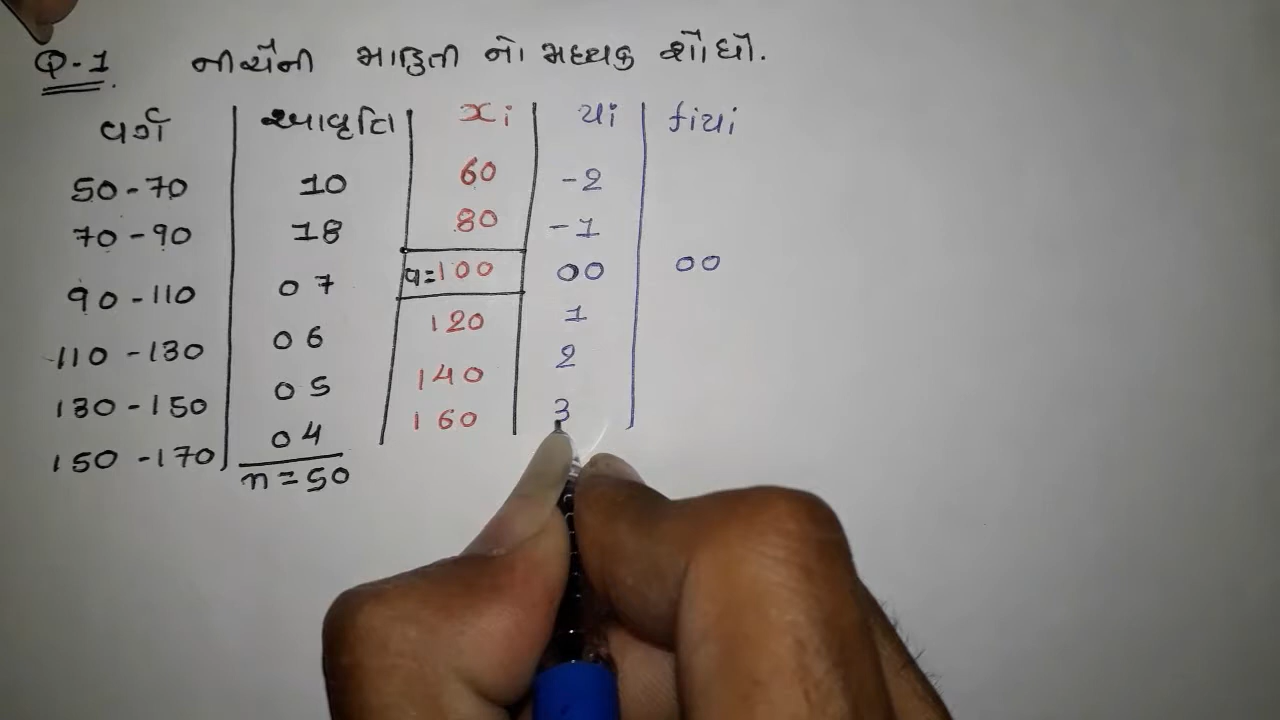 Q-1. નીચેની માહિતી નો મધ્યક શોધો.
વર્ગ આવૃતિ xi યાં fiયાં
50-70 10 60 -2
70-90 18 80 -1
90-110 07 a=100 00 00
110-130 06 120 1
130-150 05 140 2
150-170 04 160 3
n=50